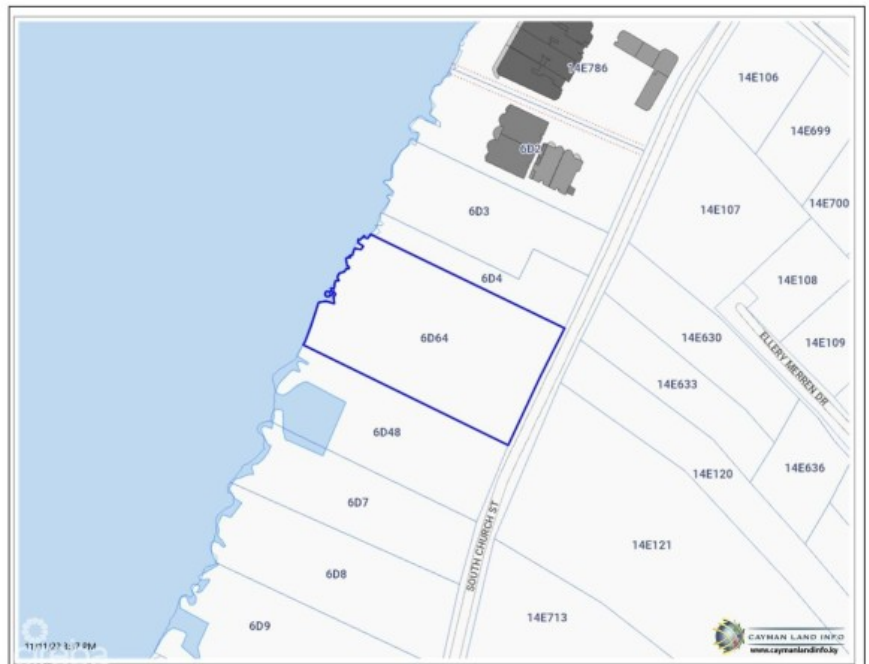 14E786
14E106
14E699
6D2
14E700
6D3
14E107
6D4
14E108
6D64
14E630
14E109
ELLERY MERREN DR
14E633
6D48
14E636
14E120
6D7
SOUTH CHURCH ST
14E121
6D8
14E713
6D9
CAYMAN LAND INFO
www.caymanlandinfo.ky
cireba